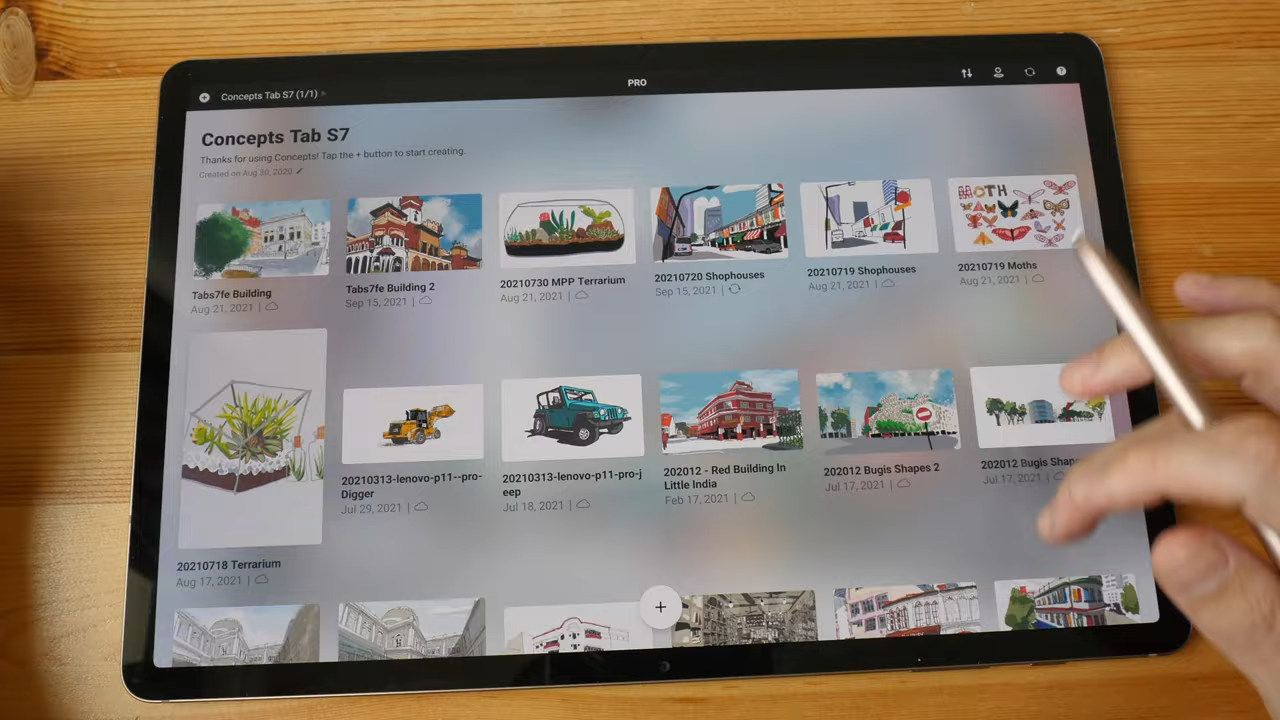 PRO
Concepts Tab S7 (1/1)
Concepts Tab S7
Thanks for using Concepts! Tap the + button to start creating.
Created on Aug 30, 2020
MOTH
Tabs7fe Building
Aug 21, 2021 |
Tabs7fe Building 2
Sep 15, 2021 |
20210730 MPP Terrarium
Aug 21, 2021 |
20210720 Shophouses
Sep 15, 2021 |
20210719 Shophouses
Aug 21, 2021 |
20210719 Moths
Aug 21, 2021 |
20210718 Terrarium
Aug 17, 2021 |
20210313-lenovo-p11--pro-
Digger
Jul 29, 2021 |
20210313-lenovo-p11-pro-j
eep
Jul 18, 2021 |
202012 - Red Building In
Little India
Feb 17, 2021 |
202012 Bugis Shapes 2
Jul 17, 2021 |
202012 Bugis
Jul 17, 2021 |
+